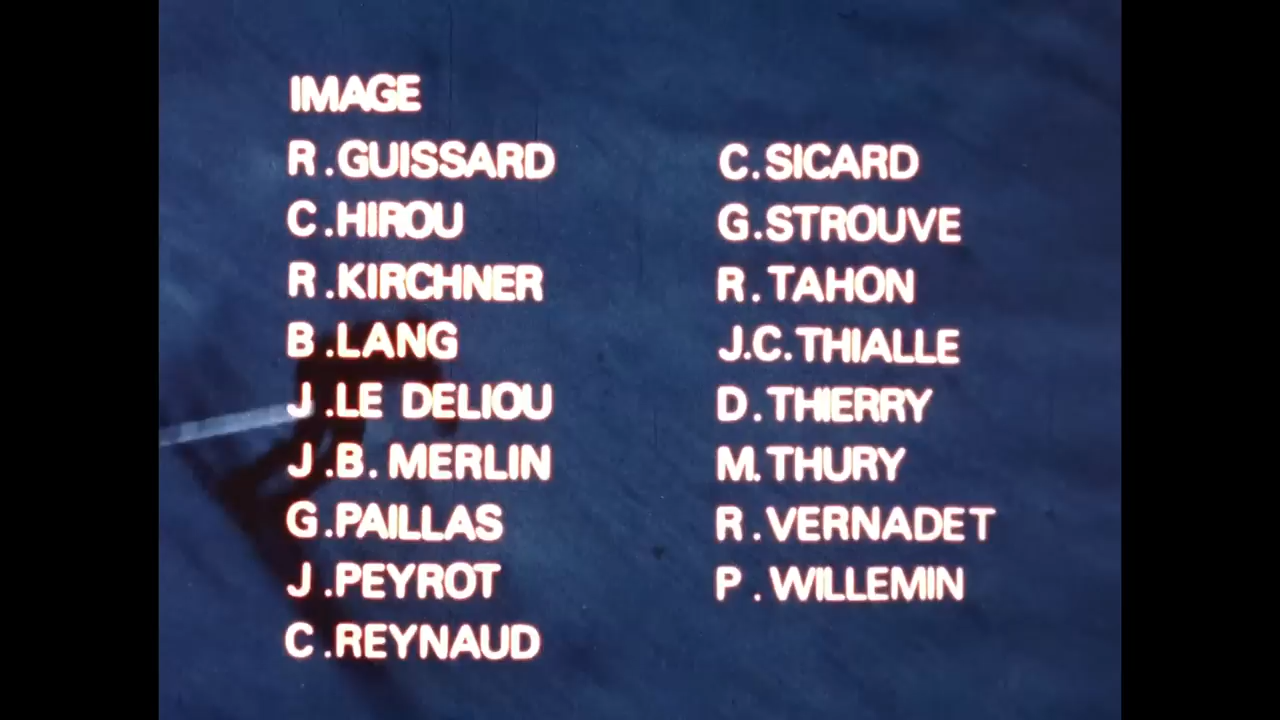 IMAGE
R.GUISSARD
C.HIROU
R.KIRCHNER
B.LANG
J.LE DELIOU
J.B. MERLIN
G.PAILLAS
J.PEYROT
C.REYNAUD
C.SICARD
G.STROUVE
R.TAHON
J.C.THIALLE
D.THIERRY
M.THURY
R.VERNADET
P.WILLEMIN